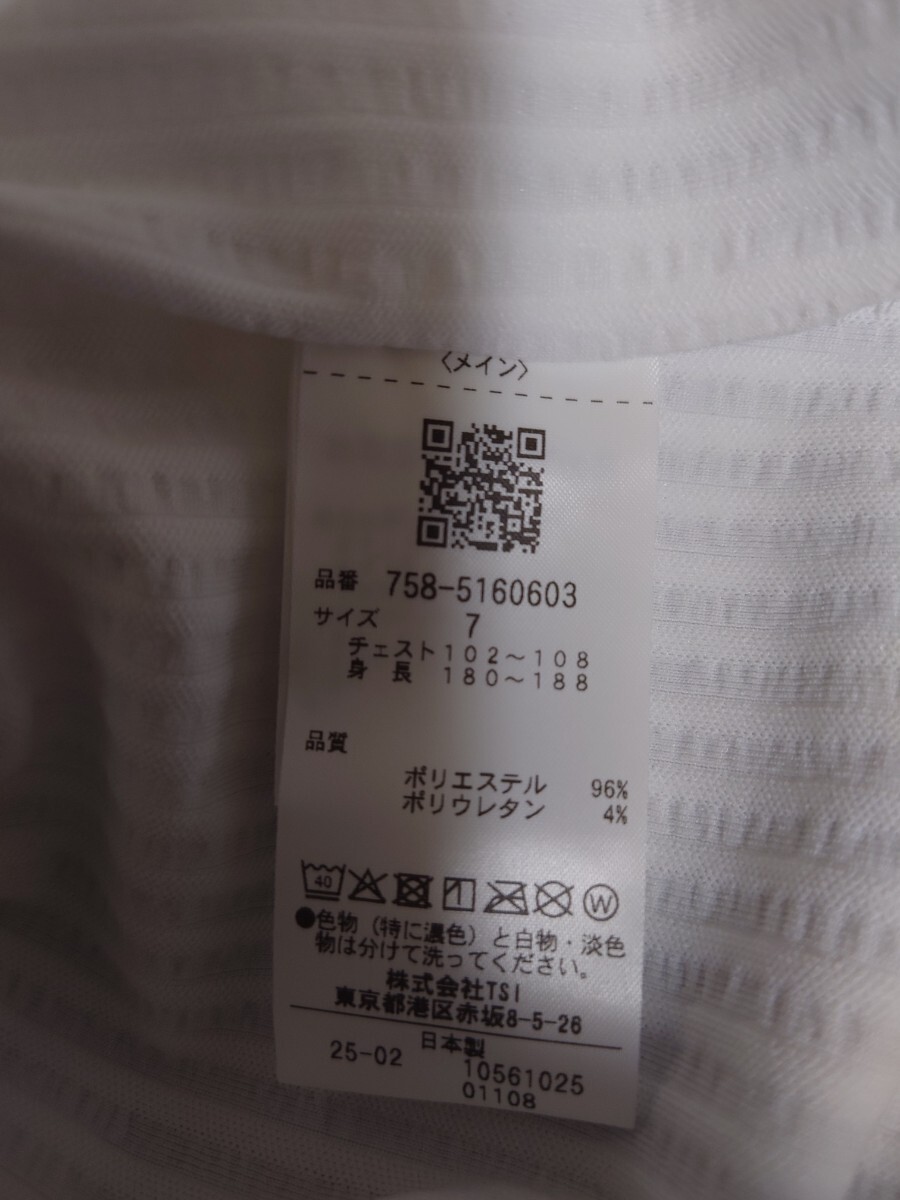 〈メイン〉
品番 758-5160603
サイズ 7
チェスト102～108
身 長 180～188
品質
ポリエステル 96%
ポリウレタン 4%
40 W
●色物（特に濃色）と白物・淡色
物は分けて洗ってください。
株式会社TSI
東京都港区赤坂8-5-26
日本製
25-02 10561025
01108